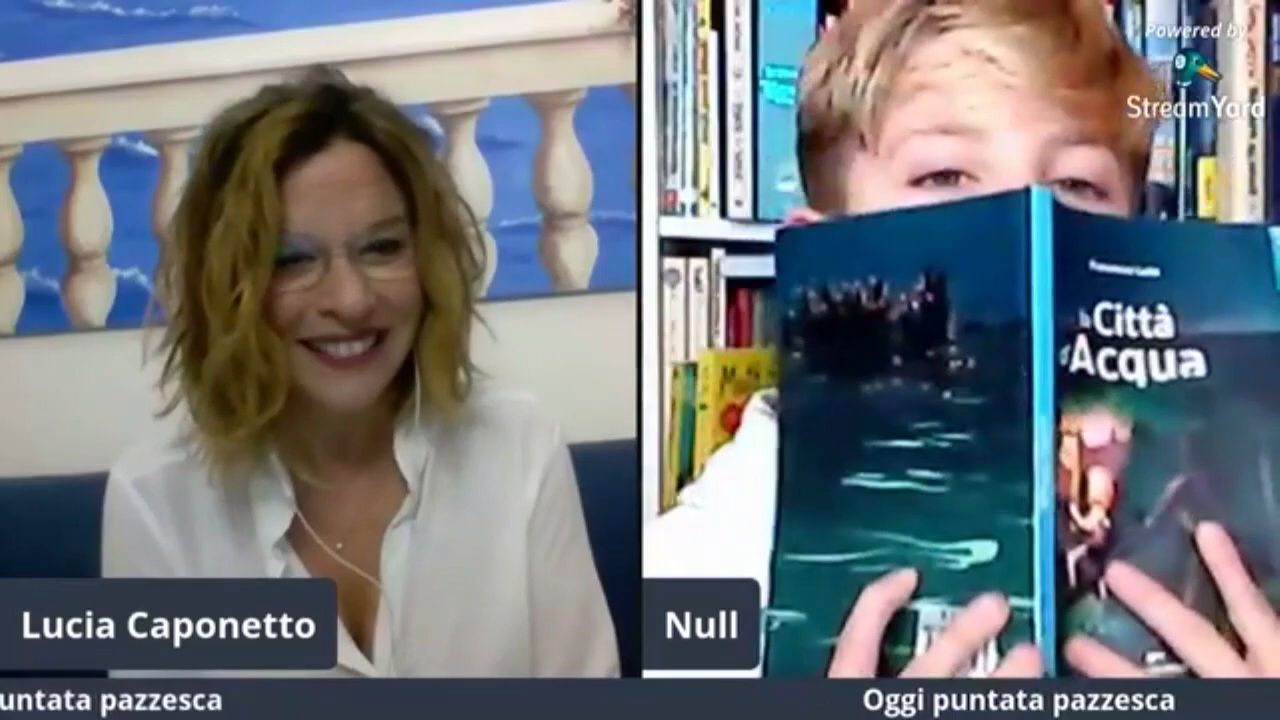 Powered by
StreamYard
Città
Acqua
Lucia Caponetto
Null
untata pazzesca
Oggi puntata pazzesca